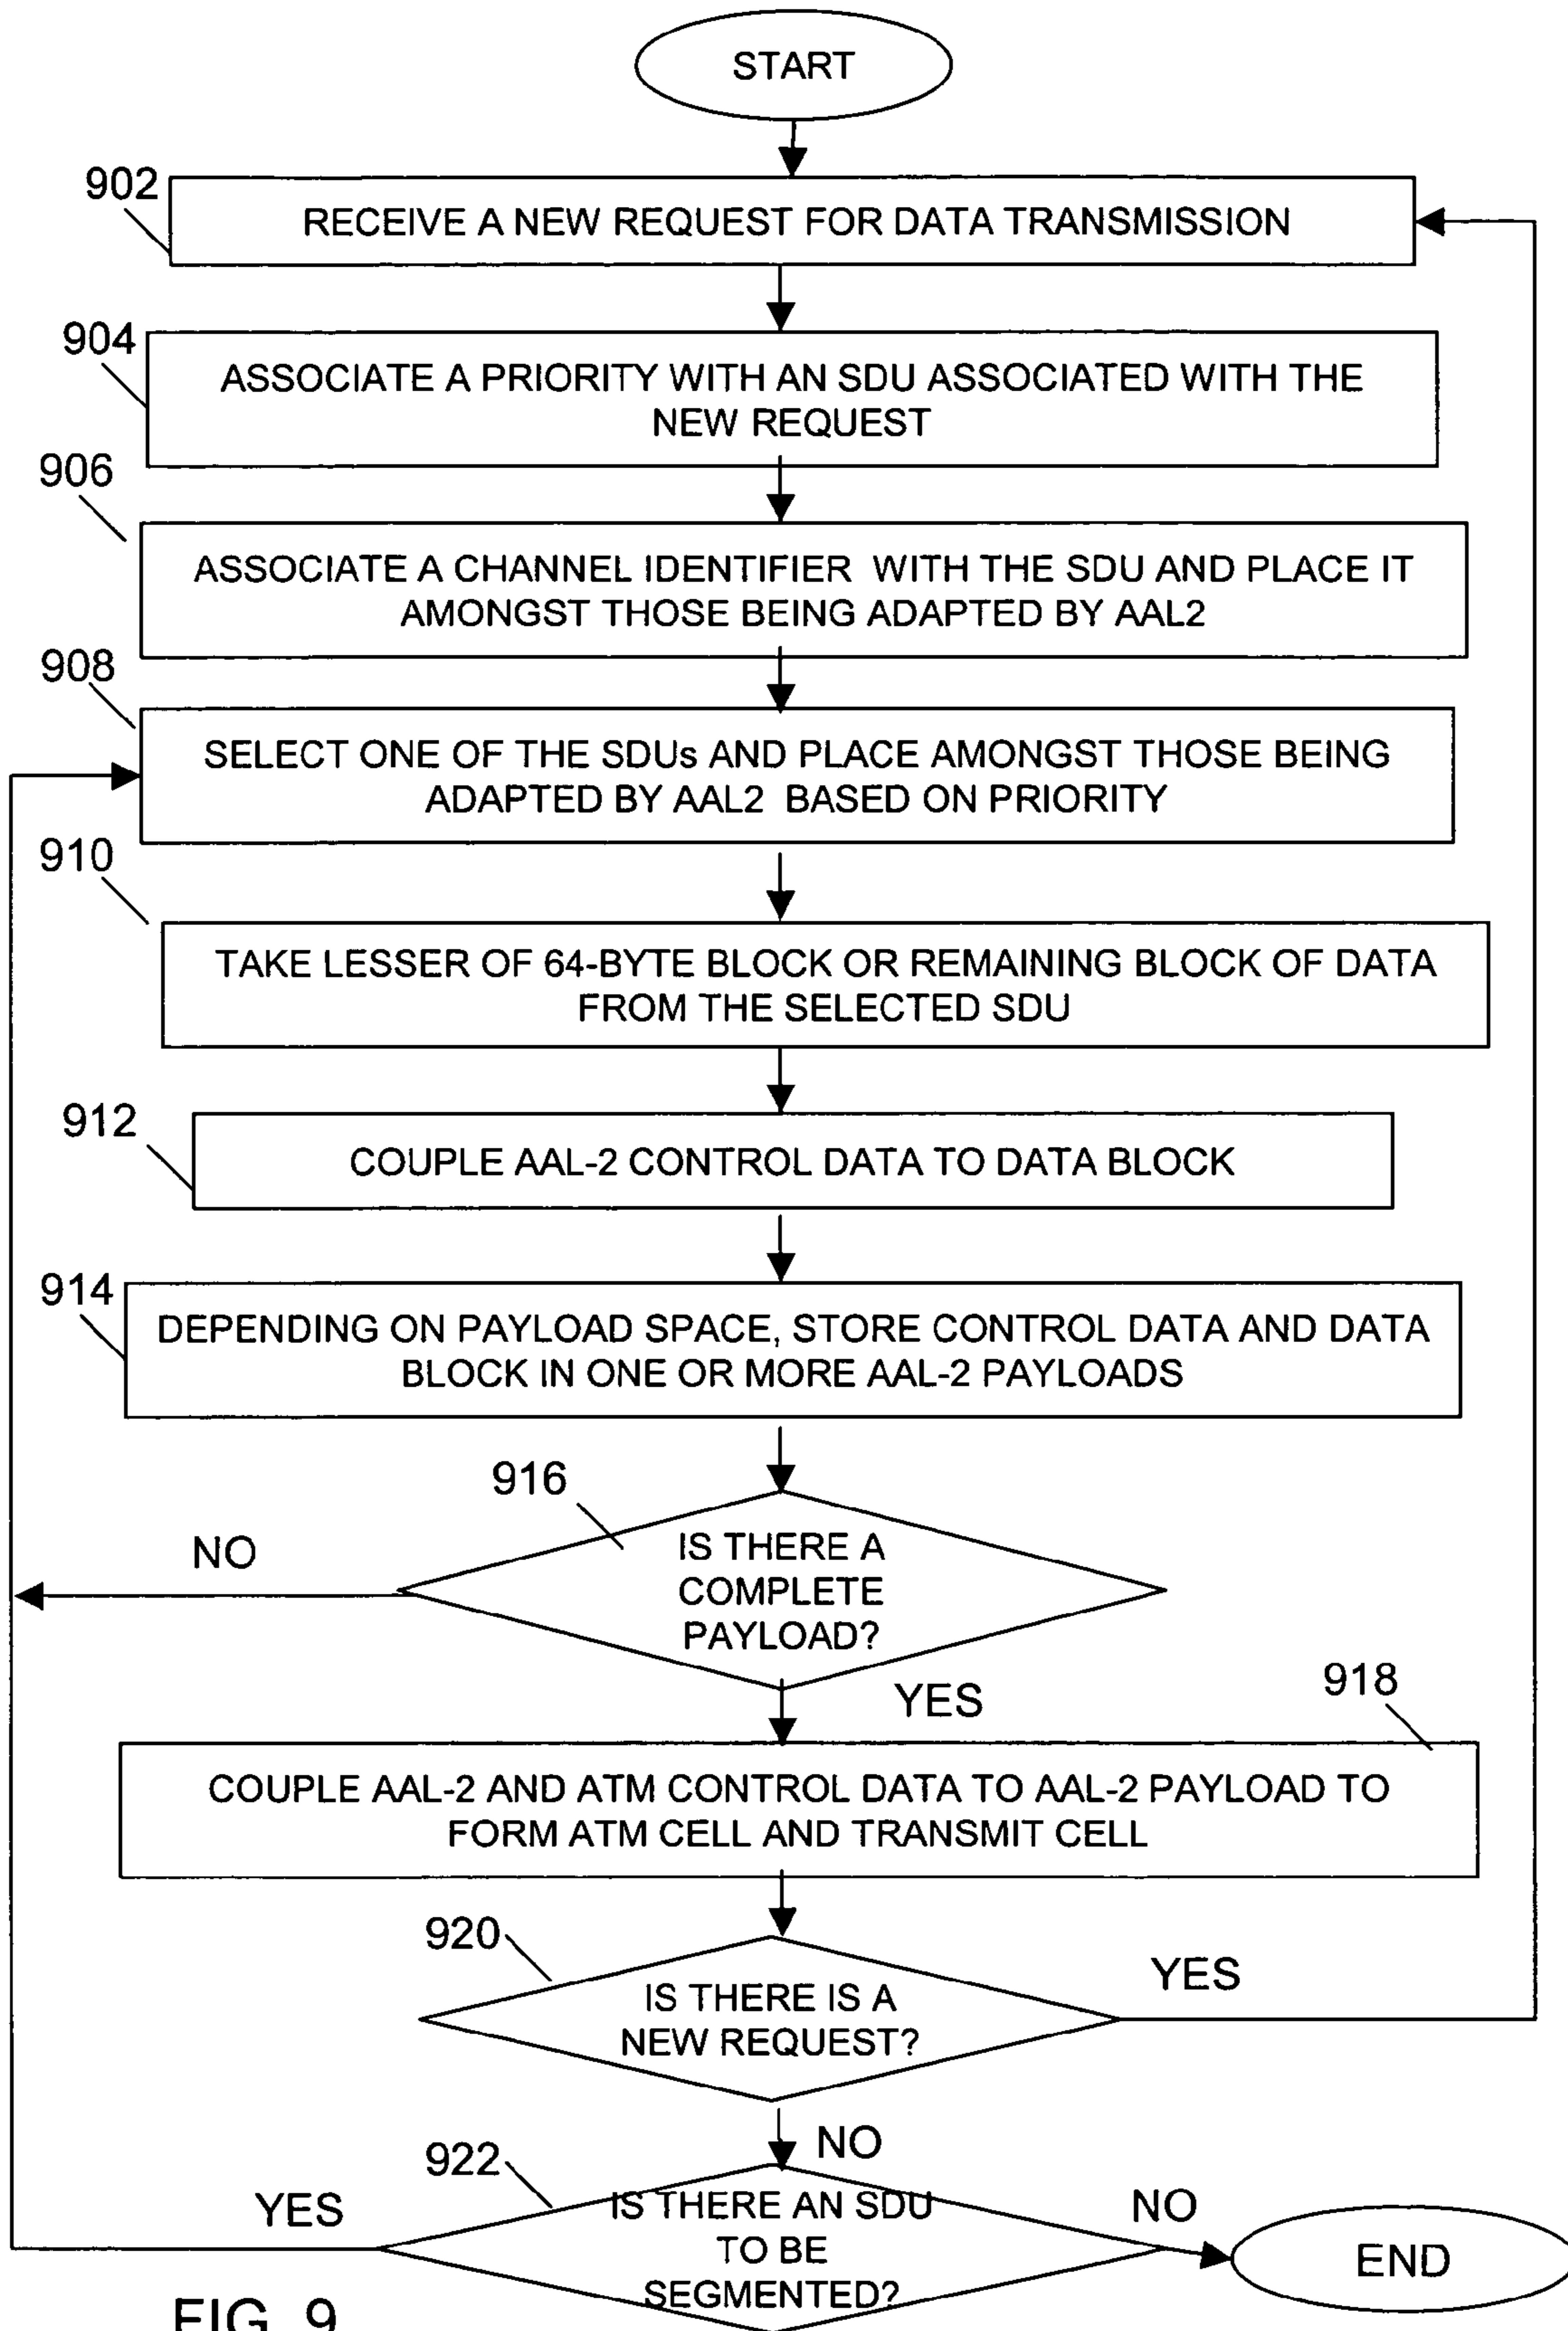 START
902
RECEIVE A NEW REQUEST FOR DATA TRANSMISSION
904
ASSOCIATE A PRIORITY WITH AN SDU ASSOCIATED WITH THE
NEW REQUEST
906
ASSOCIATE A CHANNEL IDENTIFIER WITH THE SDU AND PLACE IT
AMONGST THOSE BEING ADAPTED BY AAL2
908
SELECT ONE OF THE SDUs AND PLACE AMONGST THOSE BEING
ADAPTED BY AAL2 BASED ON PRIORITY
910
TAKE LESSER OF 64-BYTE BLOCK OR REMAINING BLOCK OF DATA
FROM THE SELECTED SDU
912
COUPLE AAL-2 CONTROL DATA TO DATA BLOCK
914
DEPENDING ON PAYLOAD SPACE, STORE CONTROL DATA AND DATA
BLOCK IN ONE OR MORE AAL-2 PAYLOADS
916
NO
IS THERE A
COMPLETE
PAYLOAD?
YES
918
COUPLE AAL-2 AND ATM CONTROL DATA TO AAL-2 PAYLOAD TO
FORM ATM CELL AND TRANSMIT CELL
920
YES
IS THERE IS A
NEW REQUEST?
NO
922
YES
IS THERE AN SDU
TO BE
SEGMENTED?
NO
END
FIG. 9